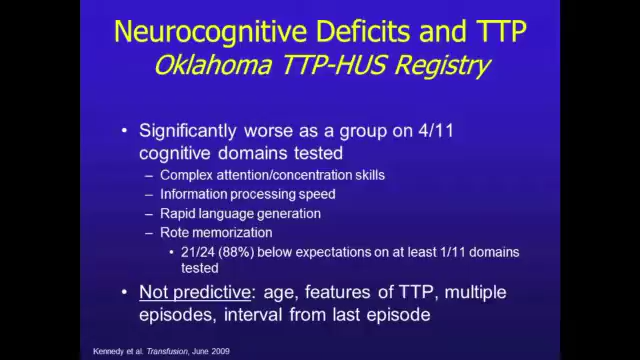 Neurocognitive Deficits and TTP
Oklahoma TTP-HUS Registry
• Significantly worse as a group on 4/11
cognitive domains tested
– Complex attention/concentration skills
– Information processing speed
– Rapid language generation
– Rote memorization
• 21/24 (88%) below expectations on at least 1/11 domains
tested
• Not predictive: age, features of TTP, multiple
episodes, interval from last episode
Kennedy et al. Transfusion, June 2009